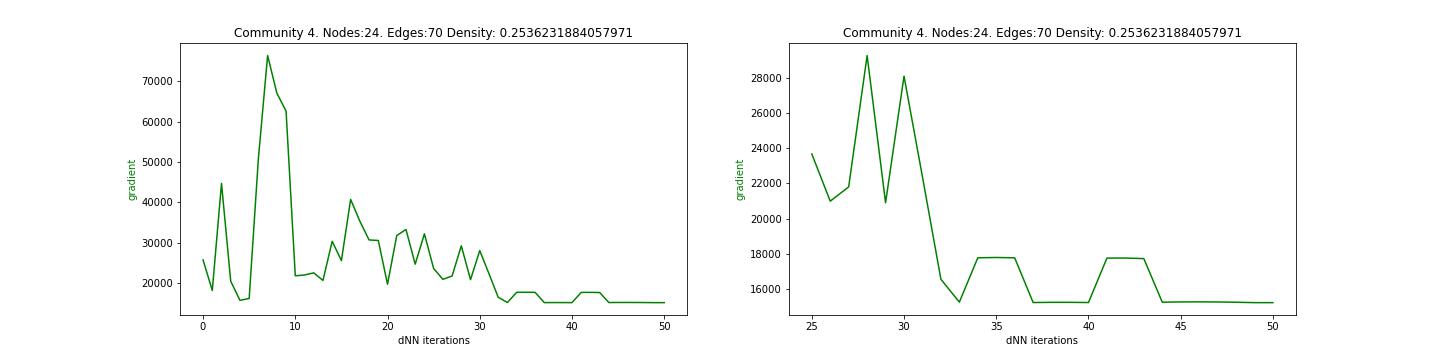 Community 4. Nodes:24. Edges:70 Density: 0.2536231884057971
70000
60000
50000
40000
30000
20000
gradient
0 10 20 30 40 50
dNN iterations
Community 4. Nodes:24. Edges:70 Density: 0.2536231884057971
28000
26000
24000
22000
20000
18000
16000
gradient
25 30 35 40 45 50
dNN iterations